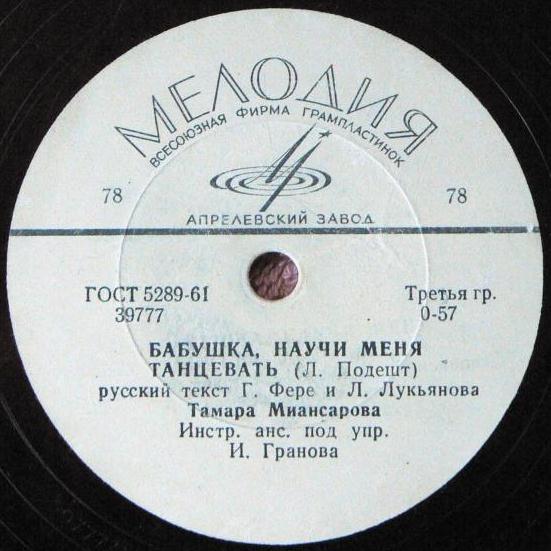 МЕЛОДИЯ
ВСЕСОЮЗНАЯ ФИРМА ГРАМПЛАСТИНОК
78 78
АПРЕЛЕВСКИЙ ЗАВОД
ГОСТ 5289-61 Третья гр.
39777 0-57
БАБУШКА, НАУЧИ МЕНЯ
ТАНЦЕВАТЬ (Л. Подешт)
русский текст Г. Фере и Л. Лукьянова
Тамара Миансарова
Инстр. анс. под упр.
И. Гранова